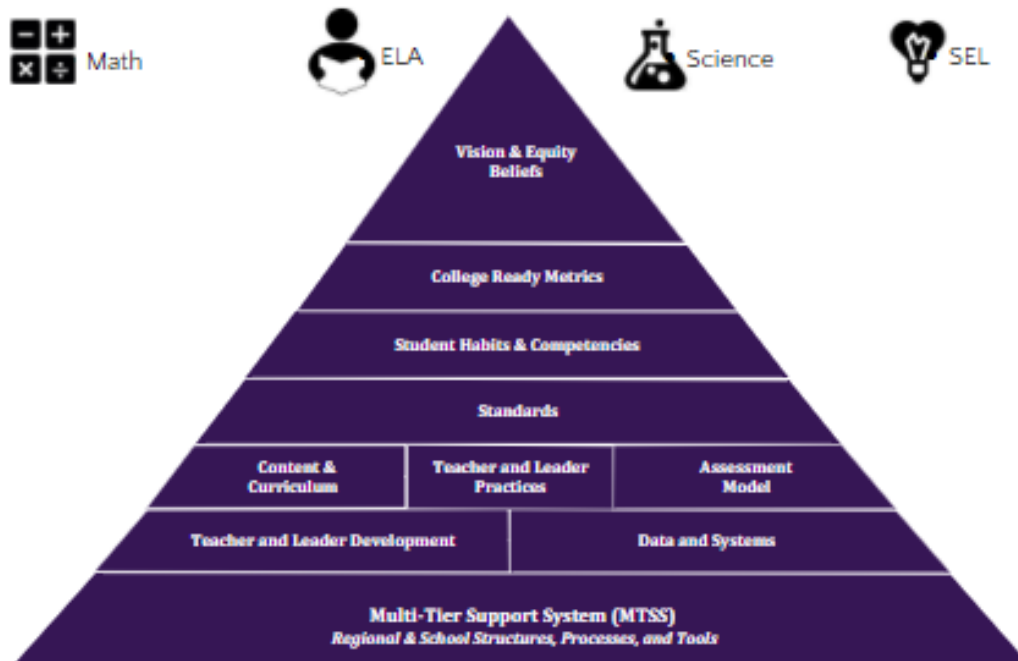 Math
ELA
Science
SEL
Vision & Equity
Beliefs
College Ready Metrics
Student Habits & Competencies
Standards
Content &
Curriculum
Teacher and Leader
Practices
Assessment
Model
Teacher and Leader Development
Data and Systems
Multi-Tier Support System (MTSS)
Regional & School Structures, Processes, and Tools